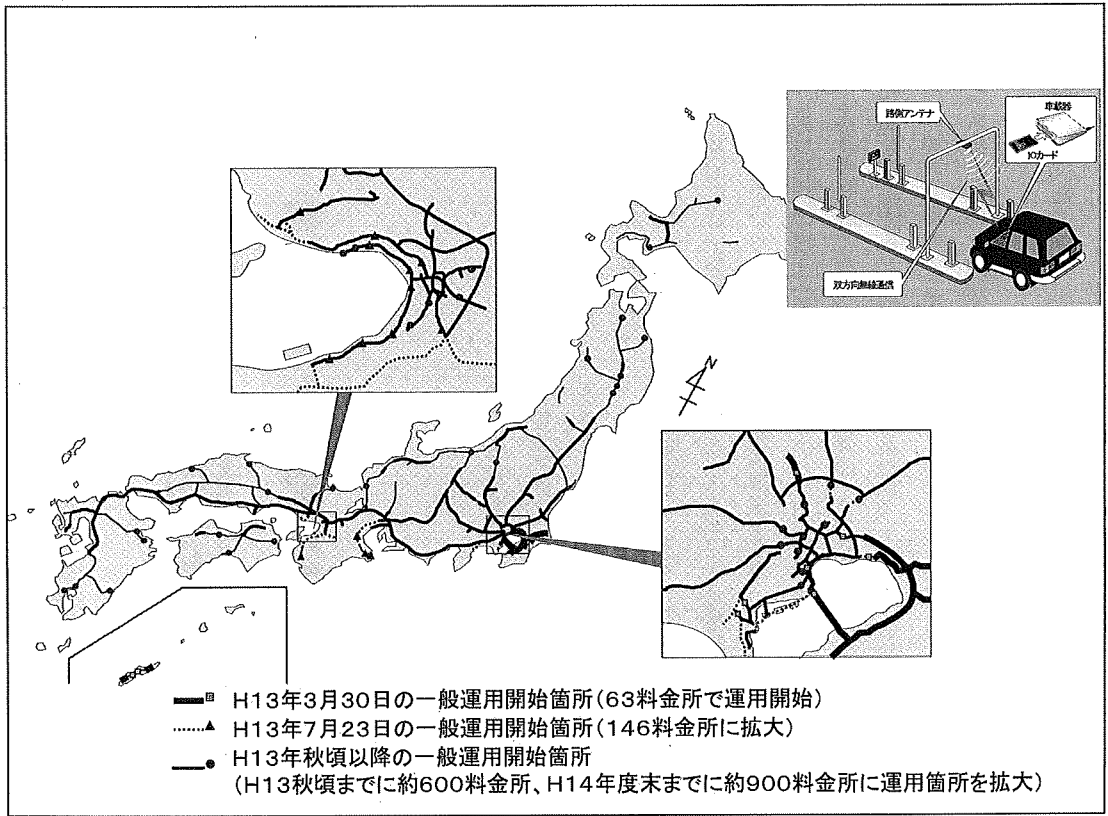 路側アンテナ
車載器
ICカード
双方向無線通信
N
H13年3月30日の一般運用開始箇所(63料金所で運用開始)
H13年7月23日の一般運用開始箇所(146料金所に拡大)
H13年秋頃以降の一般運用開始箇所
(H13秋頃までに約600料金所、H14年度末までに約900料金所に運用箇所を拡大)